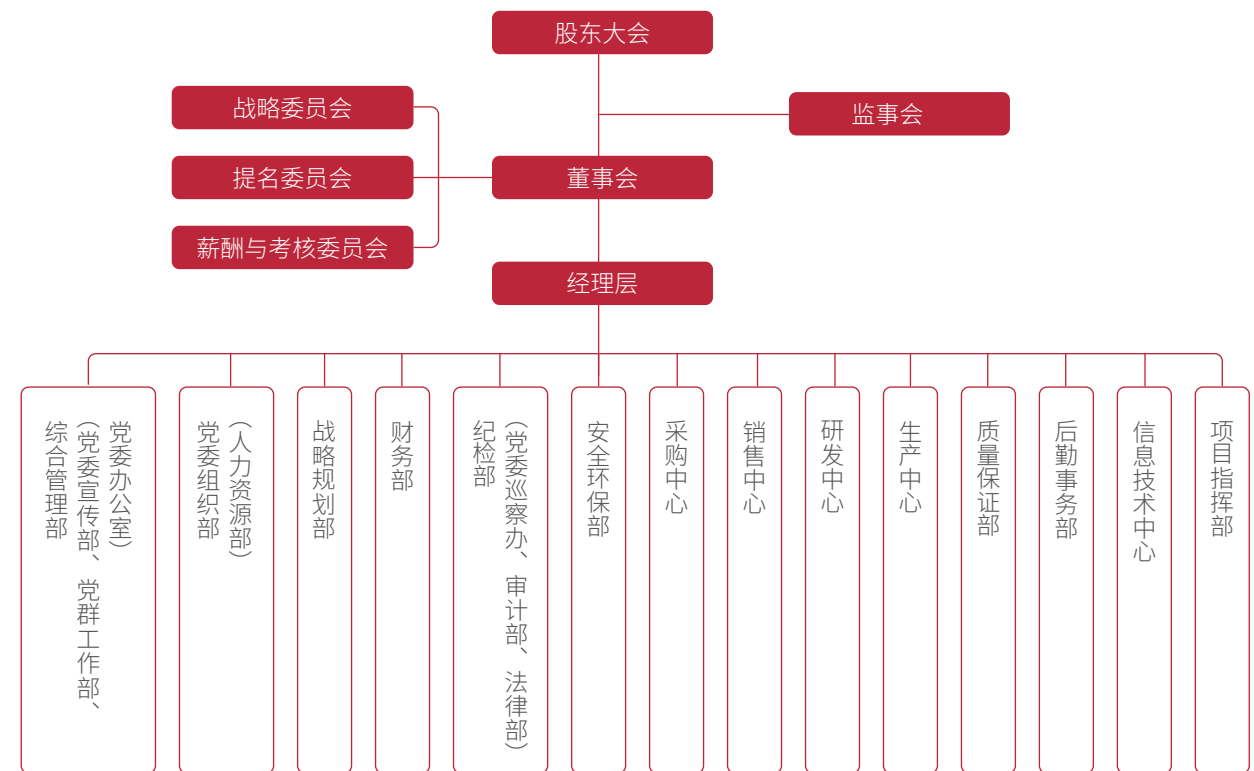 股东大会
战略委员会
监事会
提名委员会
董事会
薪酬与考核委员会
经理层
综合管理部
（党委宣传部、党群工作部、
党委办公室）
党委组织部
（人力资源部）
战略规划部
财务部
纪检部
（党委巡察办、审计部、法律部）
安全环保部
采购中心
销售中心
研发中心
生产中心
质量保证部
后勤事务部
信息技术中心
项目指挥部